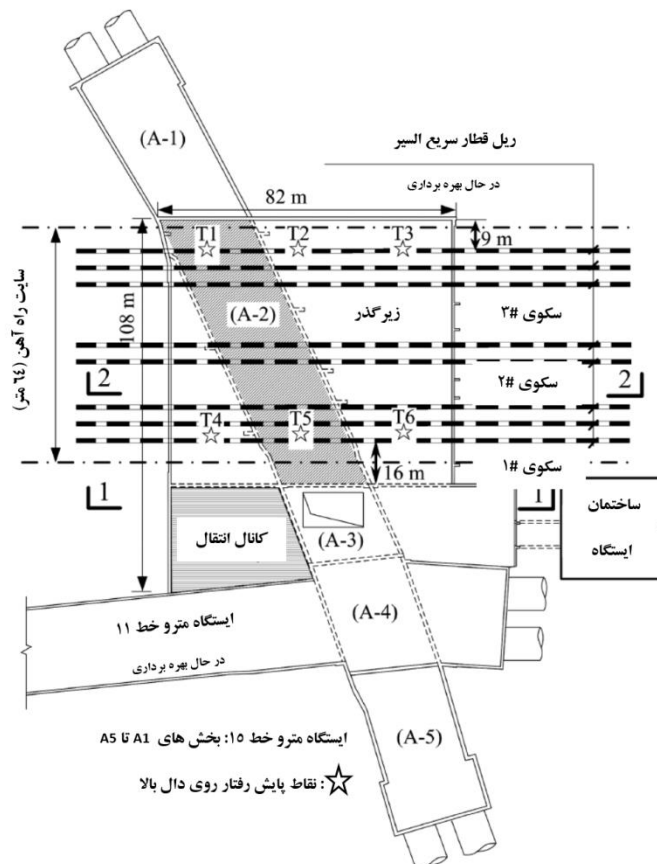 (A-1)
ریل قطار سریع السیر
در حال بهره برداری
82 m
9 m
T1
T2
T3
سایت راه آهن (٦٤ متر)
108 m
(A-2)
زیرگذر
سکوی #۳
سکوی #۲
2
2
T4
T5
T6
16 m
سکوی #۱
1
1
ساختمان
ایستگاه
کانال انتقال
(A-3)
(A-4)
ایستگاه مترو خط ۱۱
در حال بهره برداری
(A-5)
ایستگاه مترو خط ۱٥: بخش های A1 تا A5
: نقاط پایش رفتار روی دال بالا